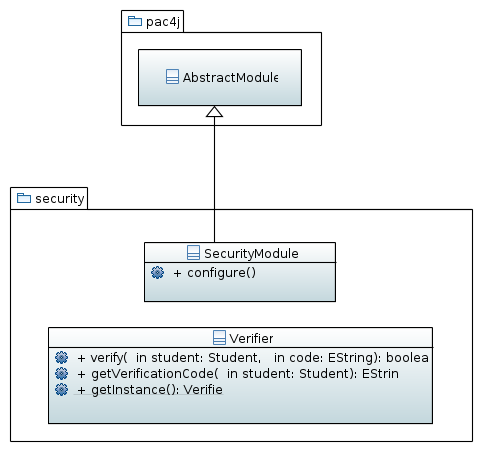 pac4j
AbstractModule
security
SecurityModule
+ configure()
Verifier
+ verify( in student: Student, in code: EString): boolea
+ getVerificationCode( in student: Student): EStrin
+ getInstance(): Verifie